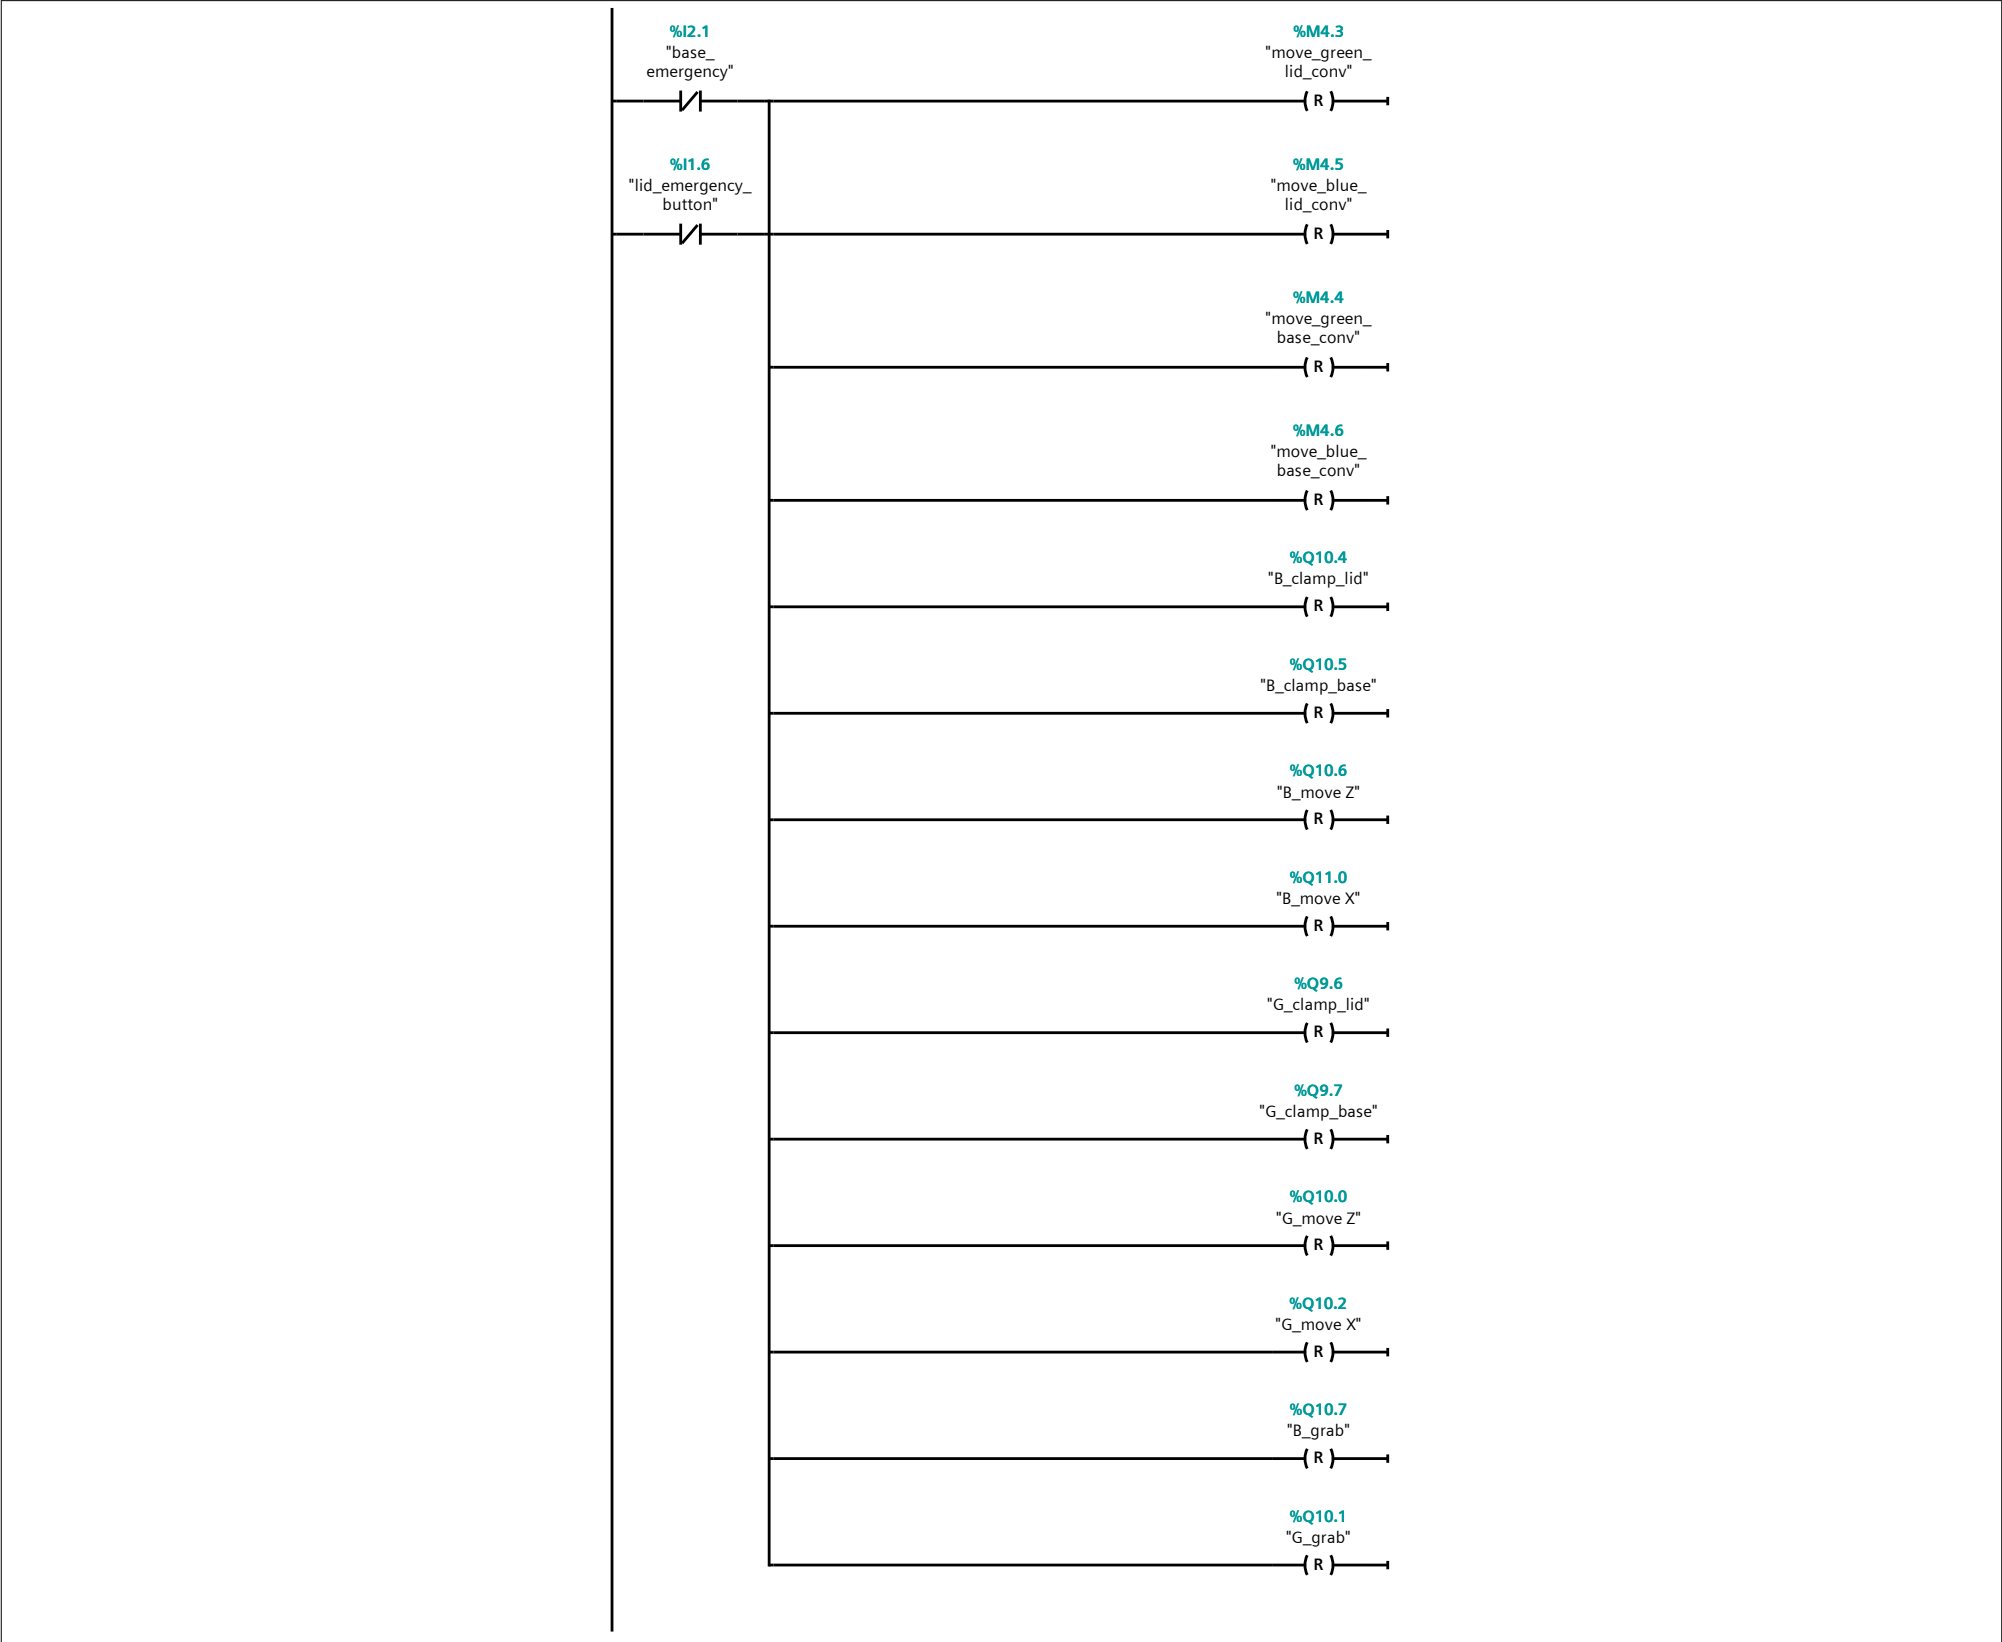 %I2.1
"base_
emergency"
%M4.3
"move_green_
lid_conv"
( R )
%I1.6
"lid_emergency_
button"
%M4.5
"move_blue_
lid_conv"
( R )
%M4.4
"move_green_
base_conv"
( R )
%M4.6
"move_blue_
base_conv"
( R )
%Q10.4
"B_clamp_lid"
( R )
%Q10.5
"B_clamp_base"
( R )
%Q10.6
"B_move Z"
( R )
%Q11.0
"B_move X"
( R )
%Q9.6
"G_clamp_lid"
( R )
%Q9.7
"G_clamp_base"
( R )
%Q10.0
"G_move Z"
( R )
%Q10.2
"G_move X"
( R )
%Q10.7
"B_grab"
( R )
%Q10.1
"G_grab"
( R )